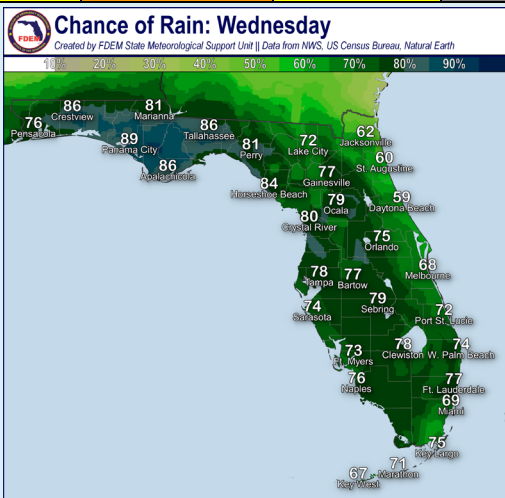 FDEM
Chance of Rain: Wednesday
Created by FDEM State Meteorological Support Unit || Data from NWS, US Census Bureau, Natural Earth
10% 20% 30% 40% 50% 60% 70% 80% 90%
86
Crestview
81
Marianna
76
Pensacola
89
Panama City
86
Tallahassee
86
Apalachicola
81
Perry
72
Lake City
62
Jacksonville
60
St. Augustine
77
Gainesville
84
Horseshoe Beach
79
Ocala
59
Daytona Beach
80
Crystal River
75
Orlando
68
Melbourne
78
Tampa
77
Bartow
79
Sebring
74
Sarasota
72
Port St. Lucie
73
Ft. Myers
78
Clewiston
74
W. Palm Beach
76
Naples
77
Ft. Lauderdale
69
Miami
75
Key Largo
71
Marathon
67
Key West